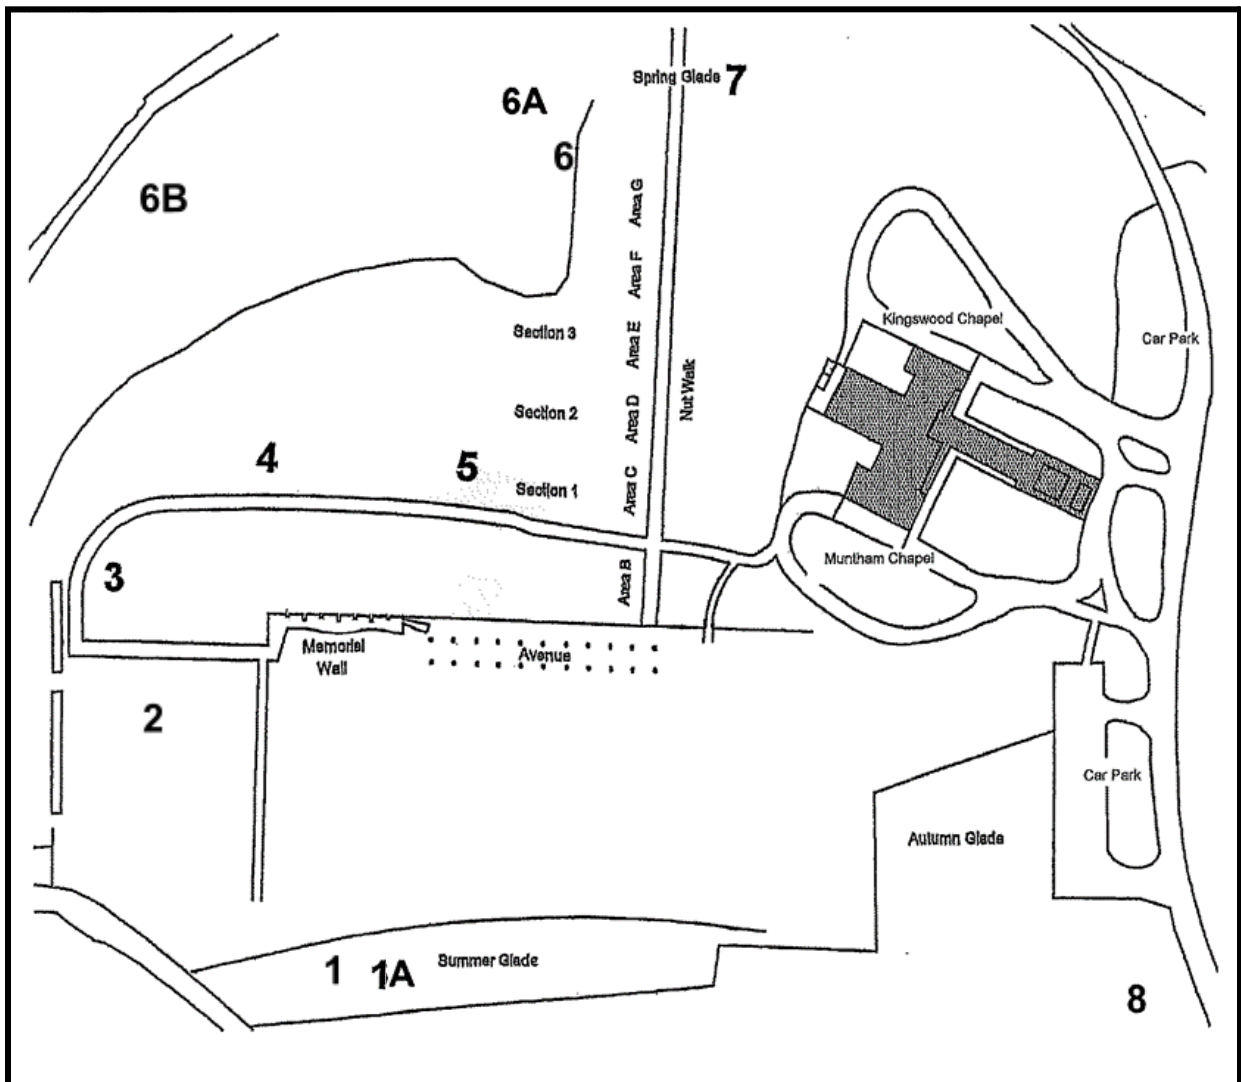 Spring Glade
7
6A
6
6B
Area G
Area F
Kingswood Chapel
Section 3
Area E
Car Park
Nut Walk
Section 2
Area D
4
5
Section 1
Area C
Muntham Chapel
3
Area B
Memorial
Wall
Avenue
2
Car Park
Autumn Glade
Summer Glade
1
1A
8